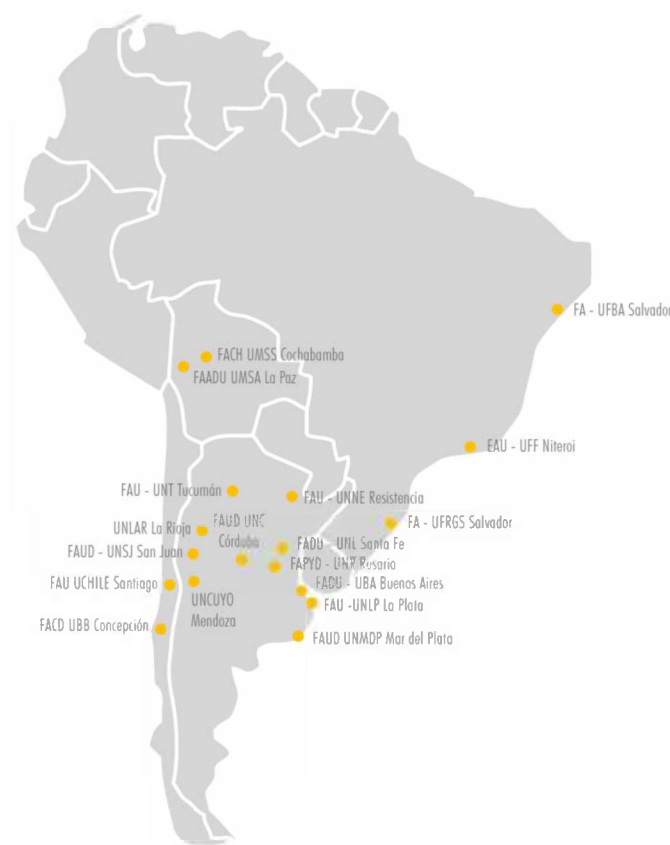 FA - UFBA Salvador
FACH UMSS Cochabamba
FAADU UMSA La Paz
EAU - UFF Niteroi
FAU - UNT Tucumán
FAU - UNNE Resistencia
FA - UFRGS Salvador
UNLAR La Rioja
FAUD UNC
Córdoba
FADU - UNL Santa Fe
FAUD - UNSJ San Juan
FAPYD - UNR Rosario
FAU UCHILE Santiago
FADU - UBA Buenos Aires
UNCUYO
Mendoza
FAU -UNLP La Plata
FACD UBB Concepción
FAUD UNMDP Mar del Plata